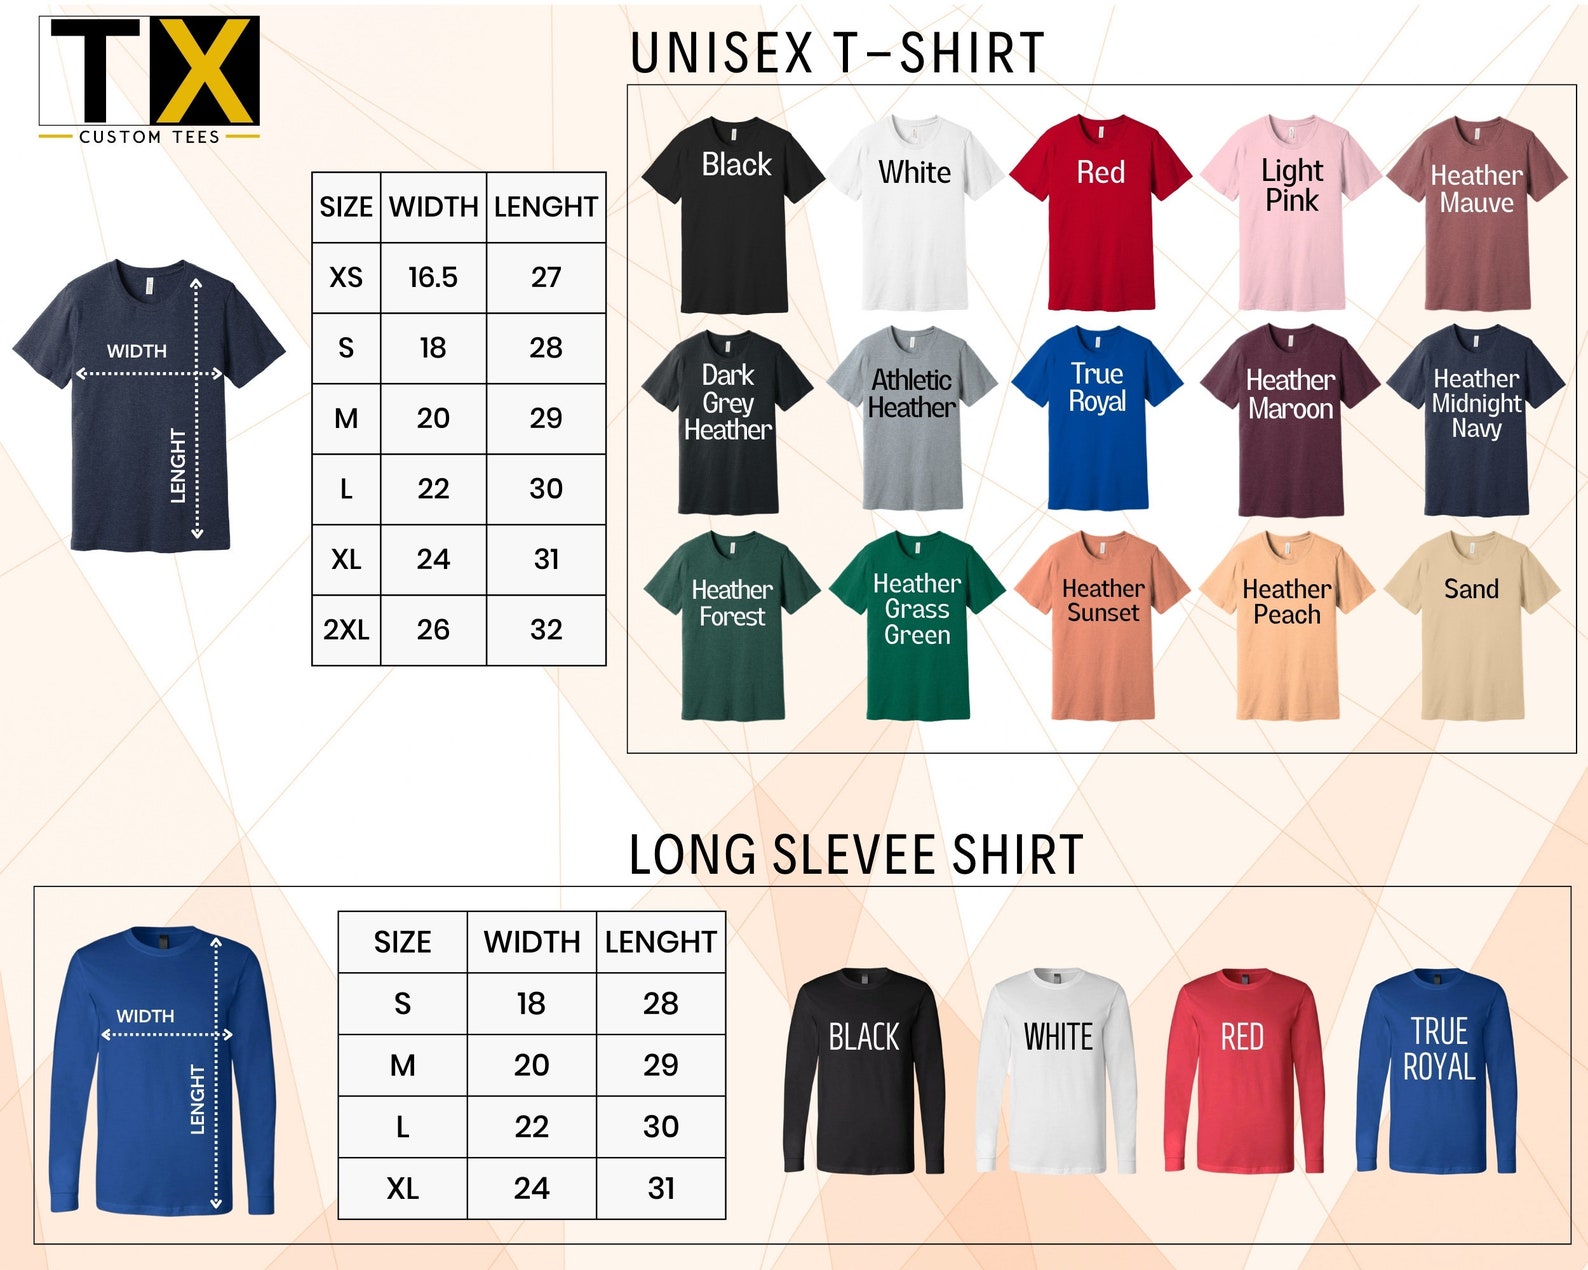 TX
CUSTOM TEES
UNISEX T-SHIRT
SIZE WIDTH LENGHT
XS 16.5 27
S 18 28
M 20 29
L 22 30
XL 24 31
2XL 26 32
WIDTH
LENGHT
Black
White
Red
Light
Pink
Heather
Mauve
Dark
Grey
Heather
Athletic
Heather
True
Royal
Heather
Maroon
Heather
Midnight
Navy
Heather
Forest
Heather
Grass
Green
Heather
Sunset
Heather
Peach
Sand
LONG SLEVEE SHIRT
WIDTH
LENGHT
SIZE WIDTH LENGHT
S 18 28
M 20 29
L 22 30
XL 24 31
BLACK
WHITE
RED
TRUE
ROYAL